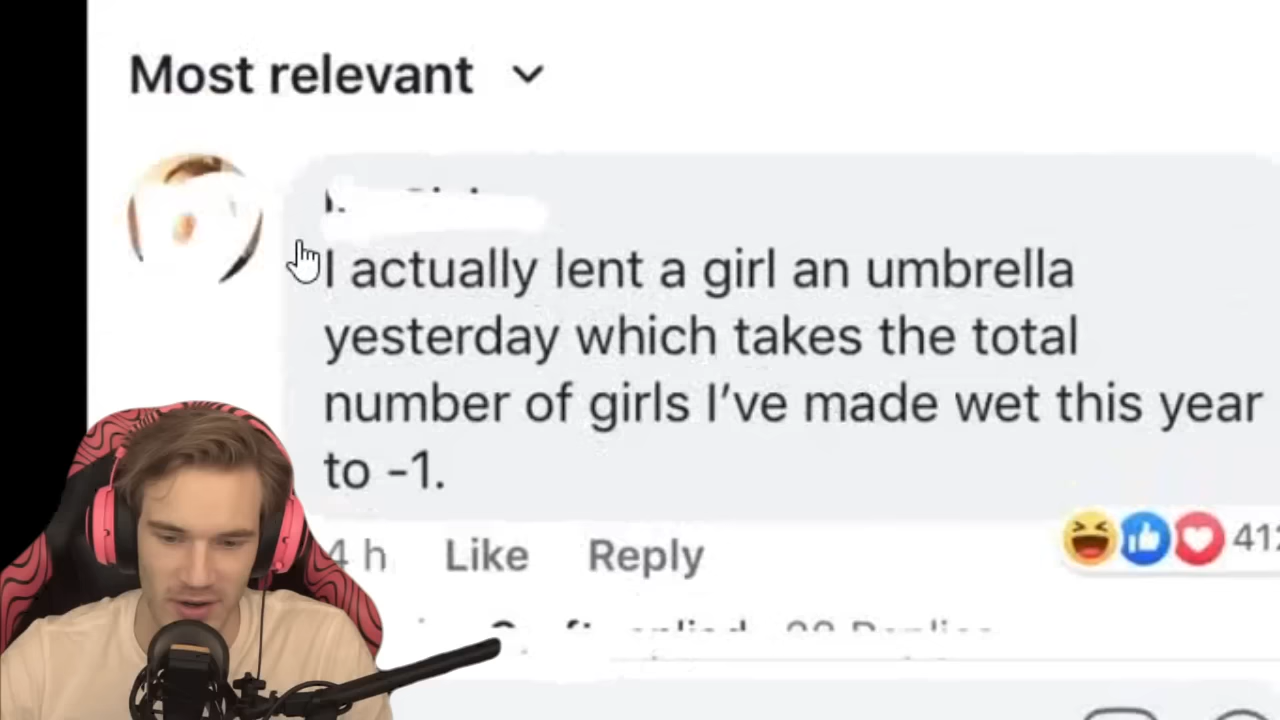 Most relevant
I actually lent a girl an umbrella
yesterday which takes the total
number of girls I’ve made wet this year
to -1.
4 h Like Reply
412